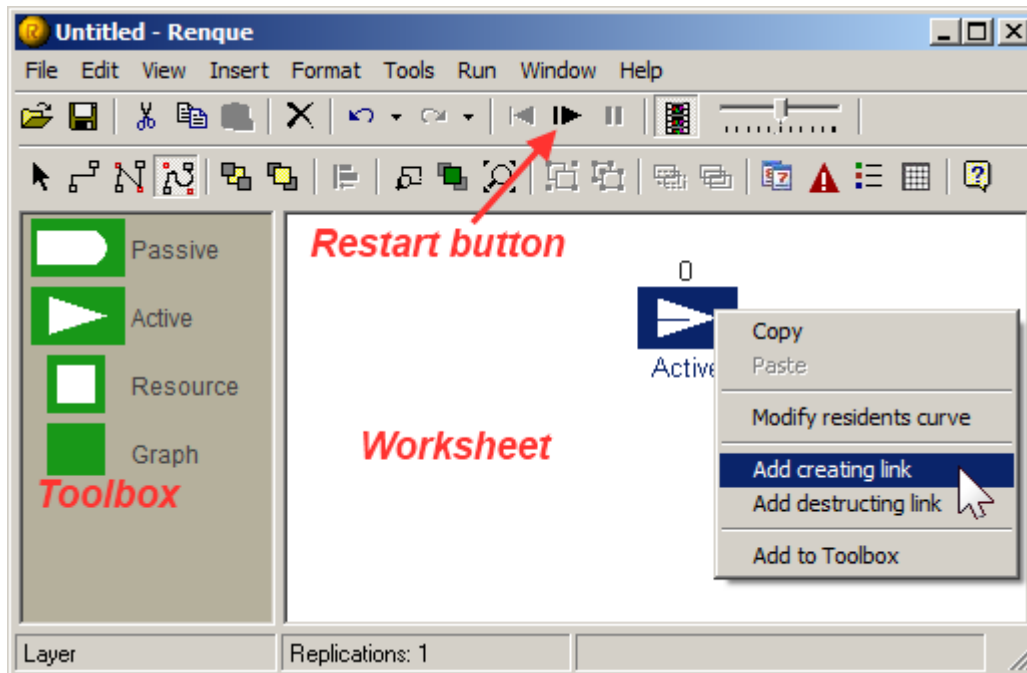 Untitled - Renque
File Edit View Insert Format Tools Run Window Help
Restart button
Passive
Active
Resource
Graph
Toolbox
Worksheet
0
Active
Copy
Paste
Modify residents curve
Add creating link
Add destructing link
Add to Toolbox
Layer
Replications: 1